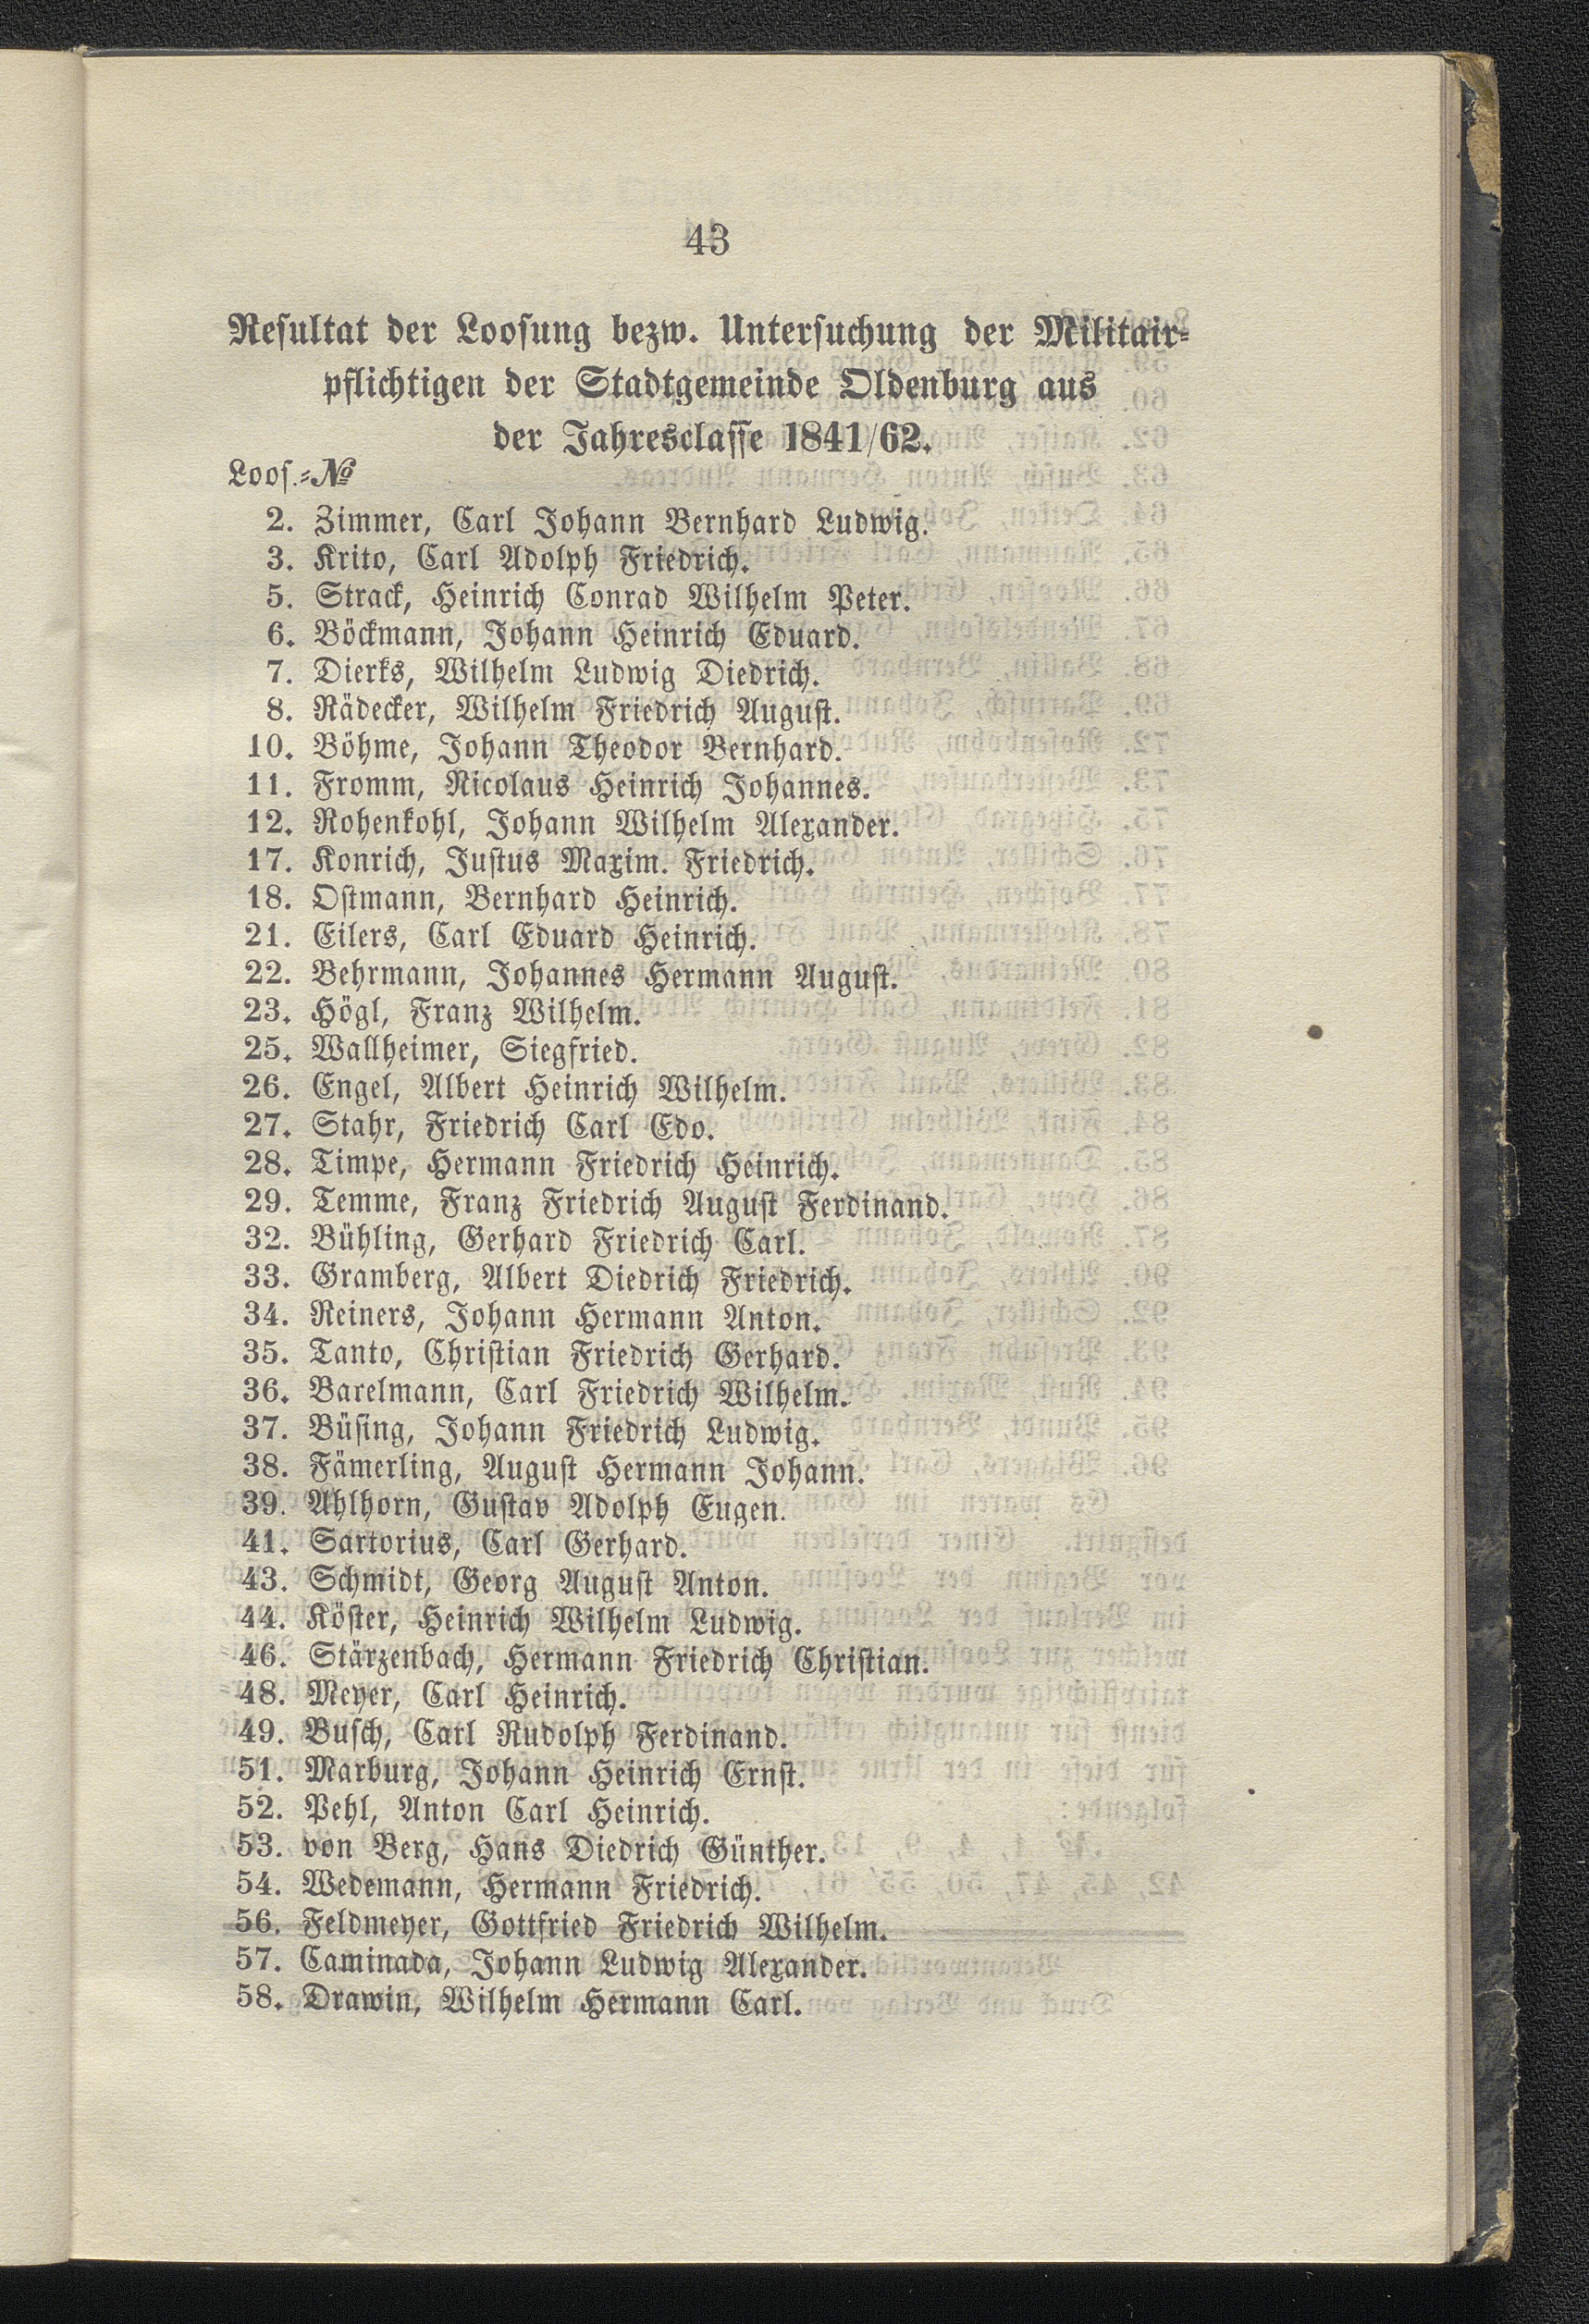 43
Resultat der Loosung bezw. Untersuchung der Militair-
pflichtigen der Stadtgemeinde Oldenburg aus
der Jahresclasse 1841/62.
Loos.-№
2. Zimmer, Carl Johann Bernhard Ludwig.
3. Krito, Carl Adolph Friedrich.
5. Strack, Heinrich Conrad Wilhelm Peter.
6. Böckmann, Johann Heinrich Eduard.
7. Dierks, Wilhelm Ludwig Diedrich.
8. Rädecker, Wilhelm Friedrich August.
10. Böhme, Johann Theodor Bernhard.
11. Fromm, Nicolaus Heinrich Johannes.
12. Rohenkohl, Johann Wilhelm Alexander.
17. Konrich, Justus Maxim. Friedrich.
18. Ostmann, Bernhard Heinrich.
21. Eilers, Carl Eduard Heinrich.
22. Behrmann, Johannes Hermann August.
23. Högl, Franz Wilhelm.
25. Wallheimer, Siegfried.
26. Engel, Albert Heinrich Wilhelm.
27. Stahr, Friedrich Carl Edo.
28. Timpe, Hermann Friedrich Heinrich.
29. Temme, Franz Friedrich August Ferdinand.
32. Bühling, Gerhard Friedrich Carl.
33. Gramberg, Albert Diedrich Friedrich.
34. Reiners, Johann Hermann Anton.
35. Tanto, Christian Friedrich Gerhard.
36. Barelmann, Carl Friedrich Wilhelm.
37. Büsing, Johann Friedrich Ludwig.
38. Fämerling, August Hermann Johann.
39. Ahlhorn, Gustav Adolph Eugen.
41. Sartorius, Carl Gerhard.
43. Schmidt, Georg August Anton.
44. Köster, Heinrich Wilhelm Ludwig.
46. Stärzenbach, Hermann Friedrich Christian.
48. Meyer, Carl Heinrich.
49. Busch, Carl Rudolph Ferdinand.
51. Marburg, Johann Heinrich Ernst.
52. Pehl, Anton Carl Heinrich.
53. von Berg, Hans Diedrich Günther.
54. Wedemann, Hermann Friedrich.
56. Feldmeyer, Gottfried Friedrich Wilhelm.
57. Caminada, Johann Ludwig Alexander.
58. Drawin, Wilhelm Hermann Carl.